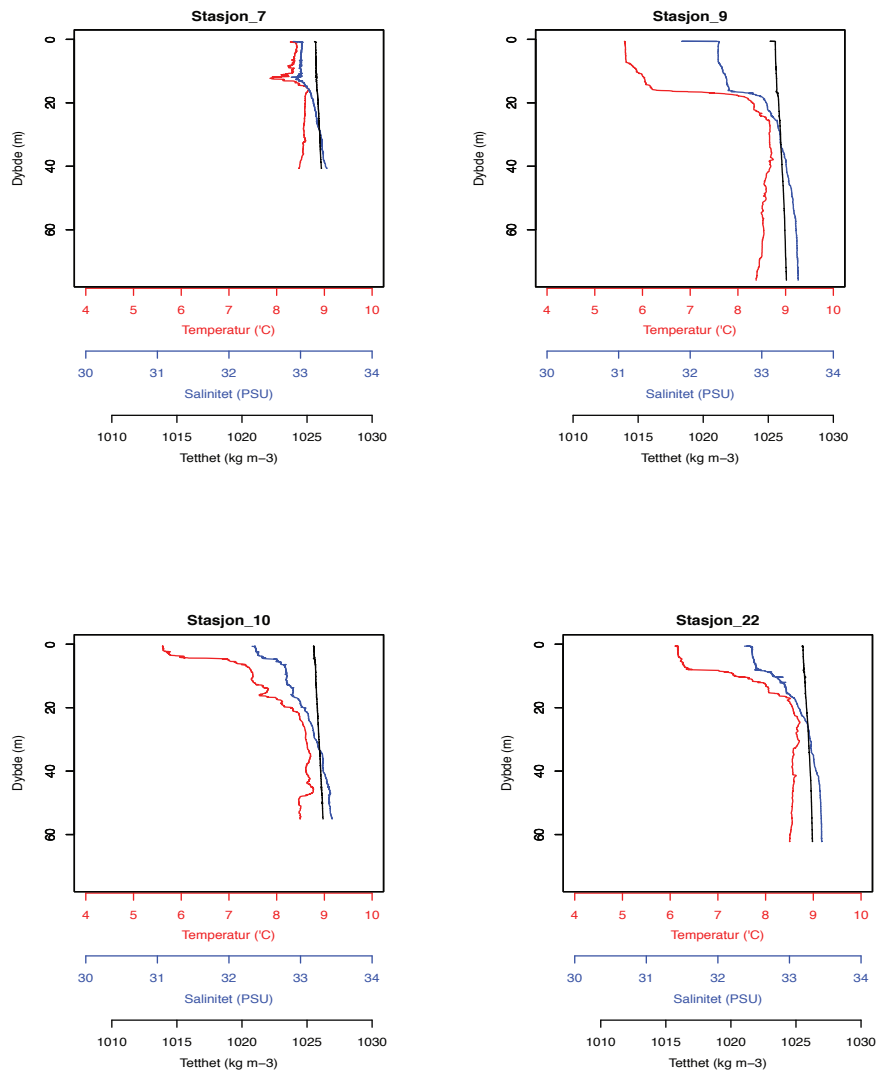 Stasjon_7
0
20
40
60
Dybde (m)
4 5 6 7 8 9 10
Temperatur ('C)
30 31 32 33 34
Salinitet (PSU)
1010 1015 1020 1025 1030
Tetthet (kg m−3)
Stasjon_9
0
20
40
60
Dybde (m)
4 5 6 7 8 9 10
Temperatur ('C)
30 31 32 33 34
Salinitet (PSU)
1010 1015 1020 1025 1030
Tetthet (kg m−3)
Stasjon_10
0
20
40
60
Dybde (m)
4 5 6 7 8 9 10
Temperatur ('C)
30 31 32 33 34
Salinitet (PSU)
1010 1015 1020 1025 1030
Tetthet (kg m−3)
Stasjon_22
0
20
40
60
Dybde (m)
4 5 6 7 8 9 10
Temperatur ('C)
30 31 32 33 34
Salinitet (PSU)
1010 1015 1020 1025 1030
Tetthet (kg m−3)